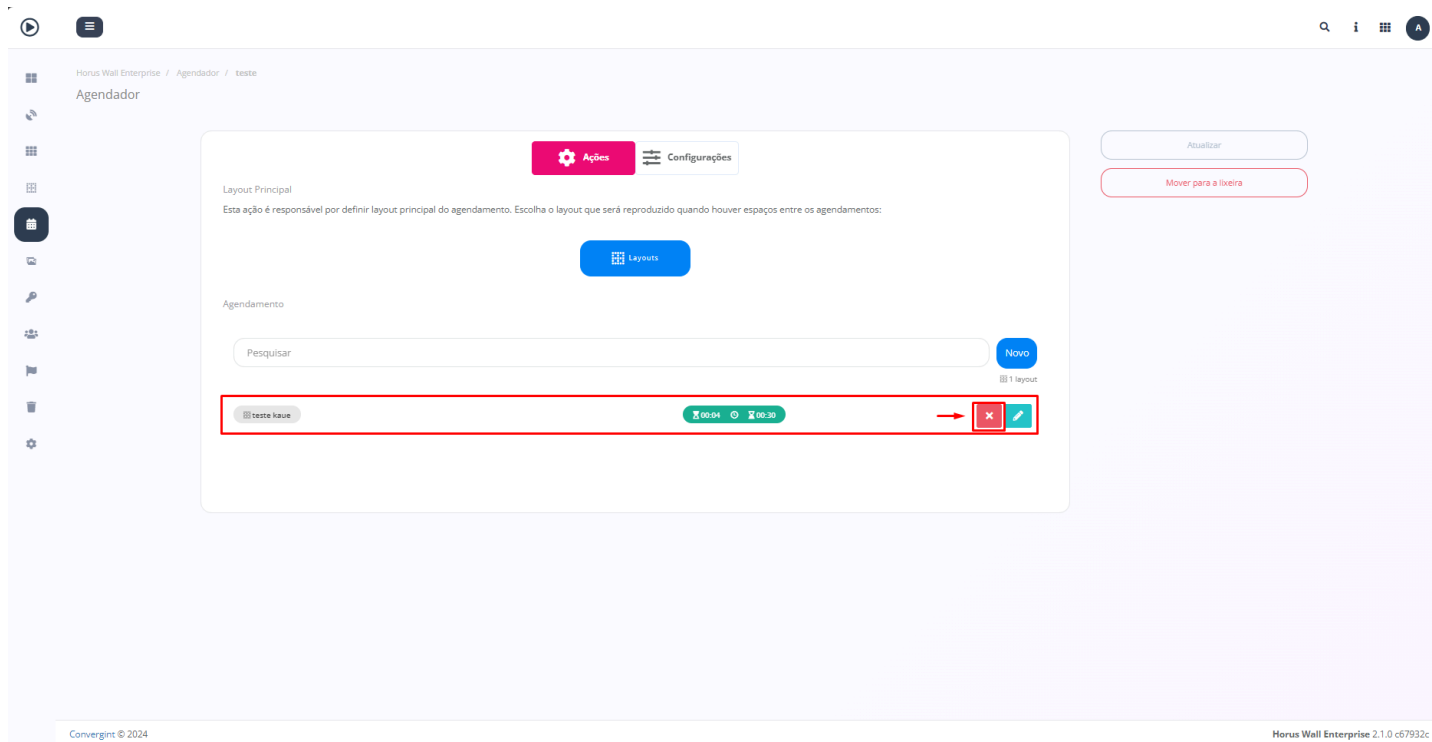 A
Horus Wall Enterprise / Agendador / teste
Agendador
Ações
Configurações
Atualizar
Mover para a lixeira
Layout Principal
Esta ação é responsável por definir layout principal do agendamento. Escolha o layout que será reproduzido quando houver espaços entre os agendamentos:
Layouts
Agendamento
Pesquisar
Novo
1 layout
teste kaue
00:04 00:30
Convergint © 2024
Horus Wall Enterprise 2.1.0 c67932c